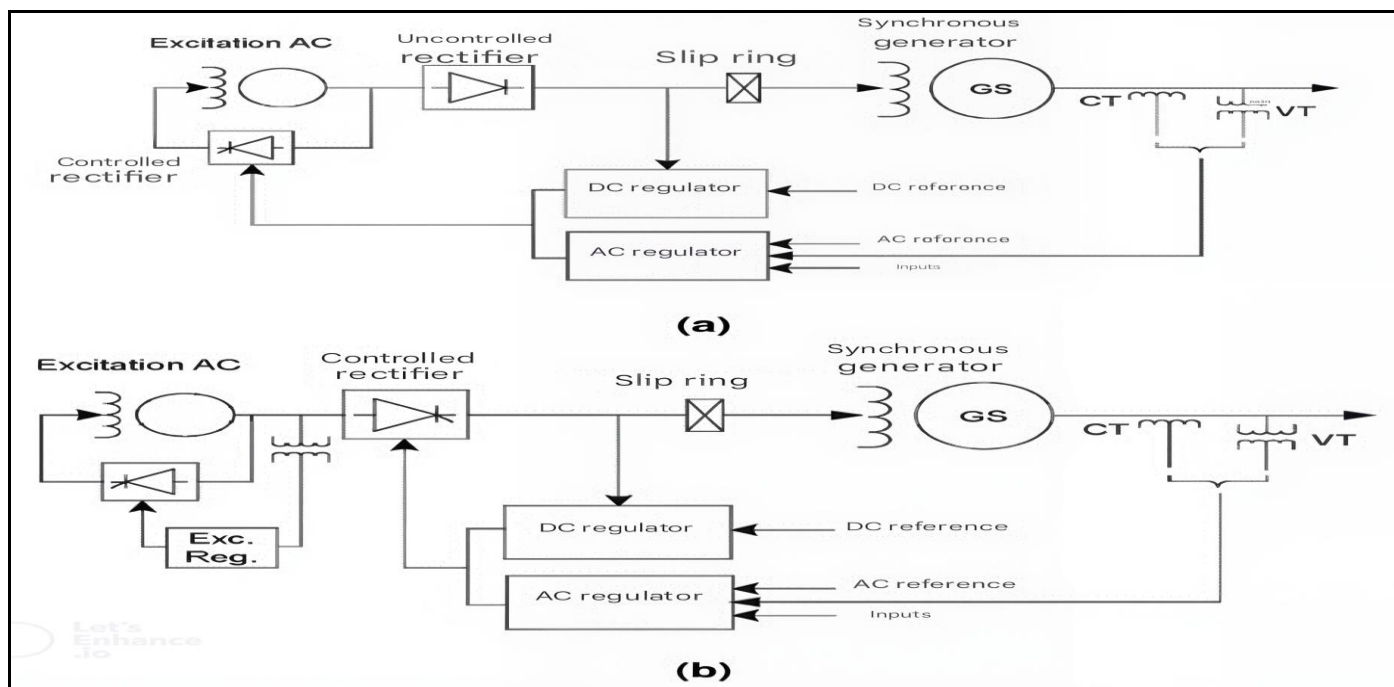 Excitation AC
Uncontrolled
rectifier
Slip ring
Synchronous
generator
GS
CT
VT
Controlled
rectifier
DC regulator
DC roforence
AC regulator
AC roforence
Inputs
(a)
Excitation AC
Controlled
rectifier
Slip ring
Synchronous
generator
GS
CT
VT
Exc.
Reg.
DC regulator
DC reference
AC regulator
AC reference
Inputs
Let's
Enhance
.io
(b)